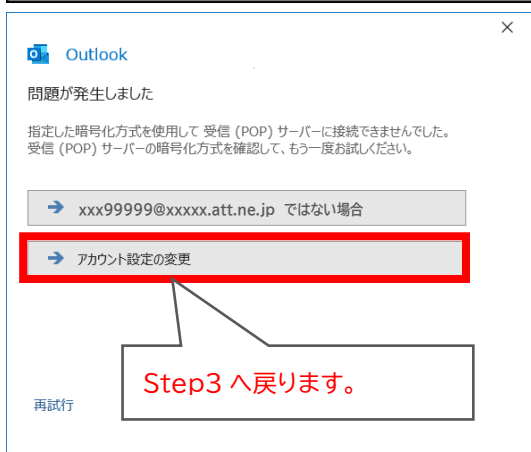 Outlook
問題が発生しました
指定した暗号化方式を使用して 受信 (POP) サーバーに接続できませんでした。
受信 (POP) サーバーの暗号化方式を確認して、もう一度お試しください。
xxx99999@xxxxx.att.ne.jp ではない場合
アカウント設定の変更
Step3 へ戻ります。
再試行